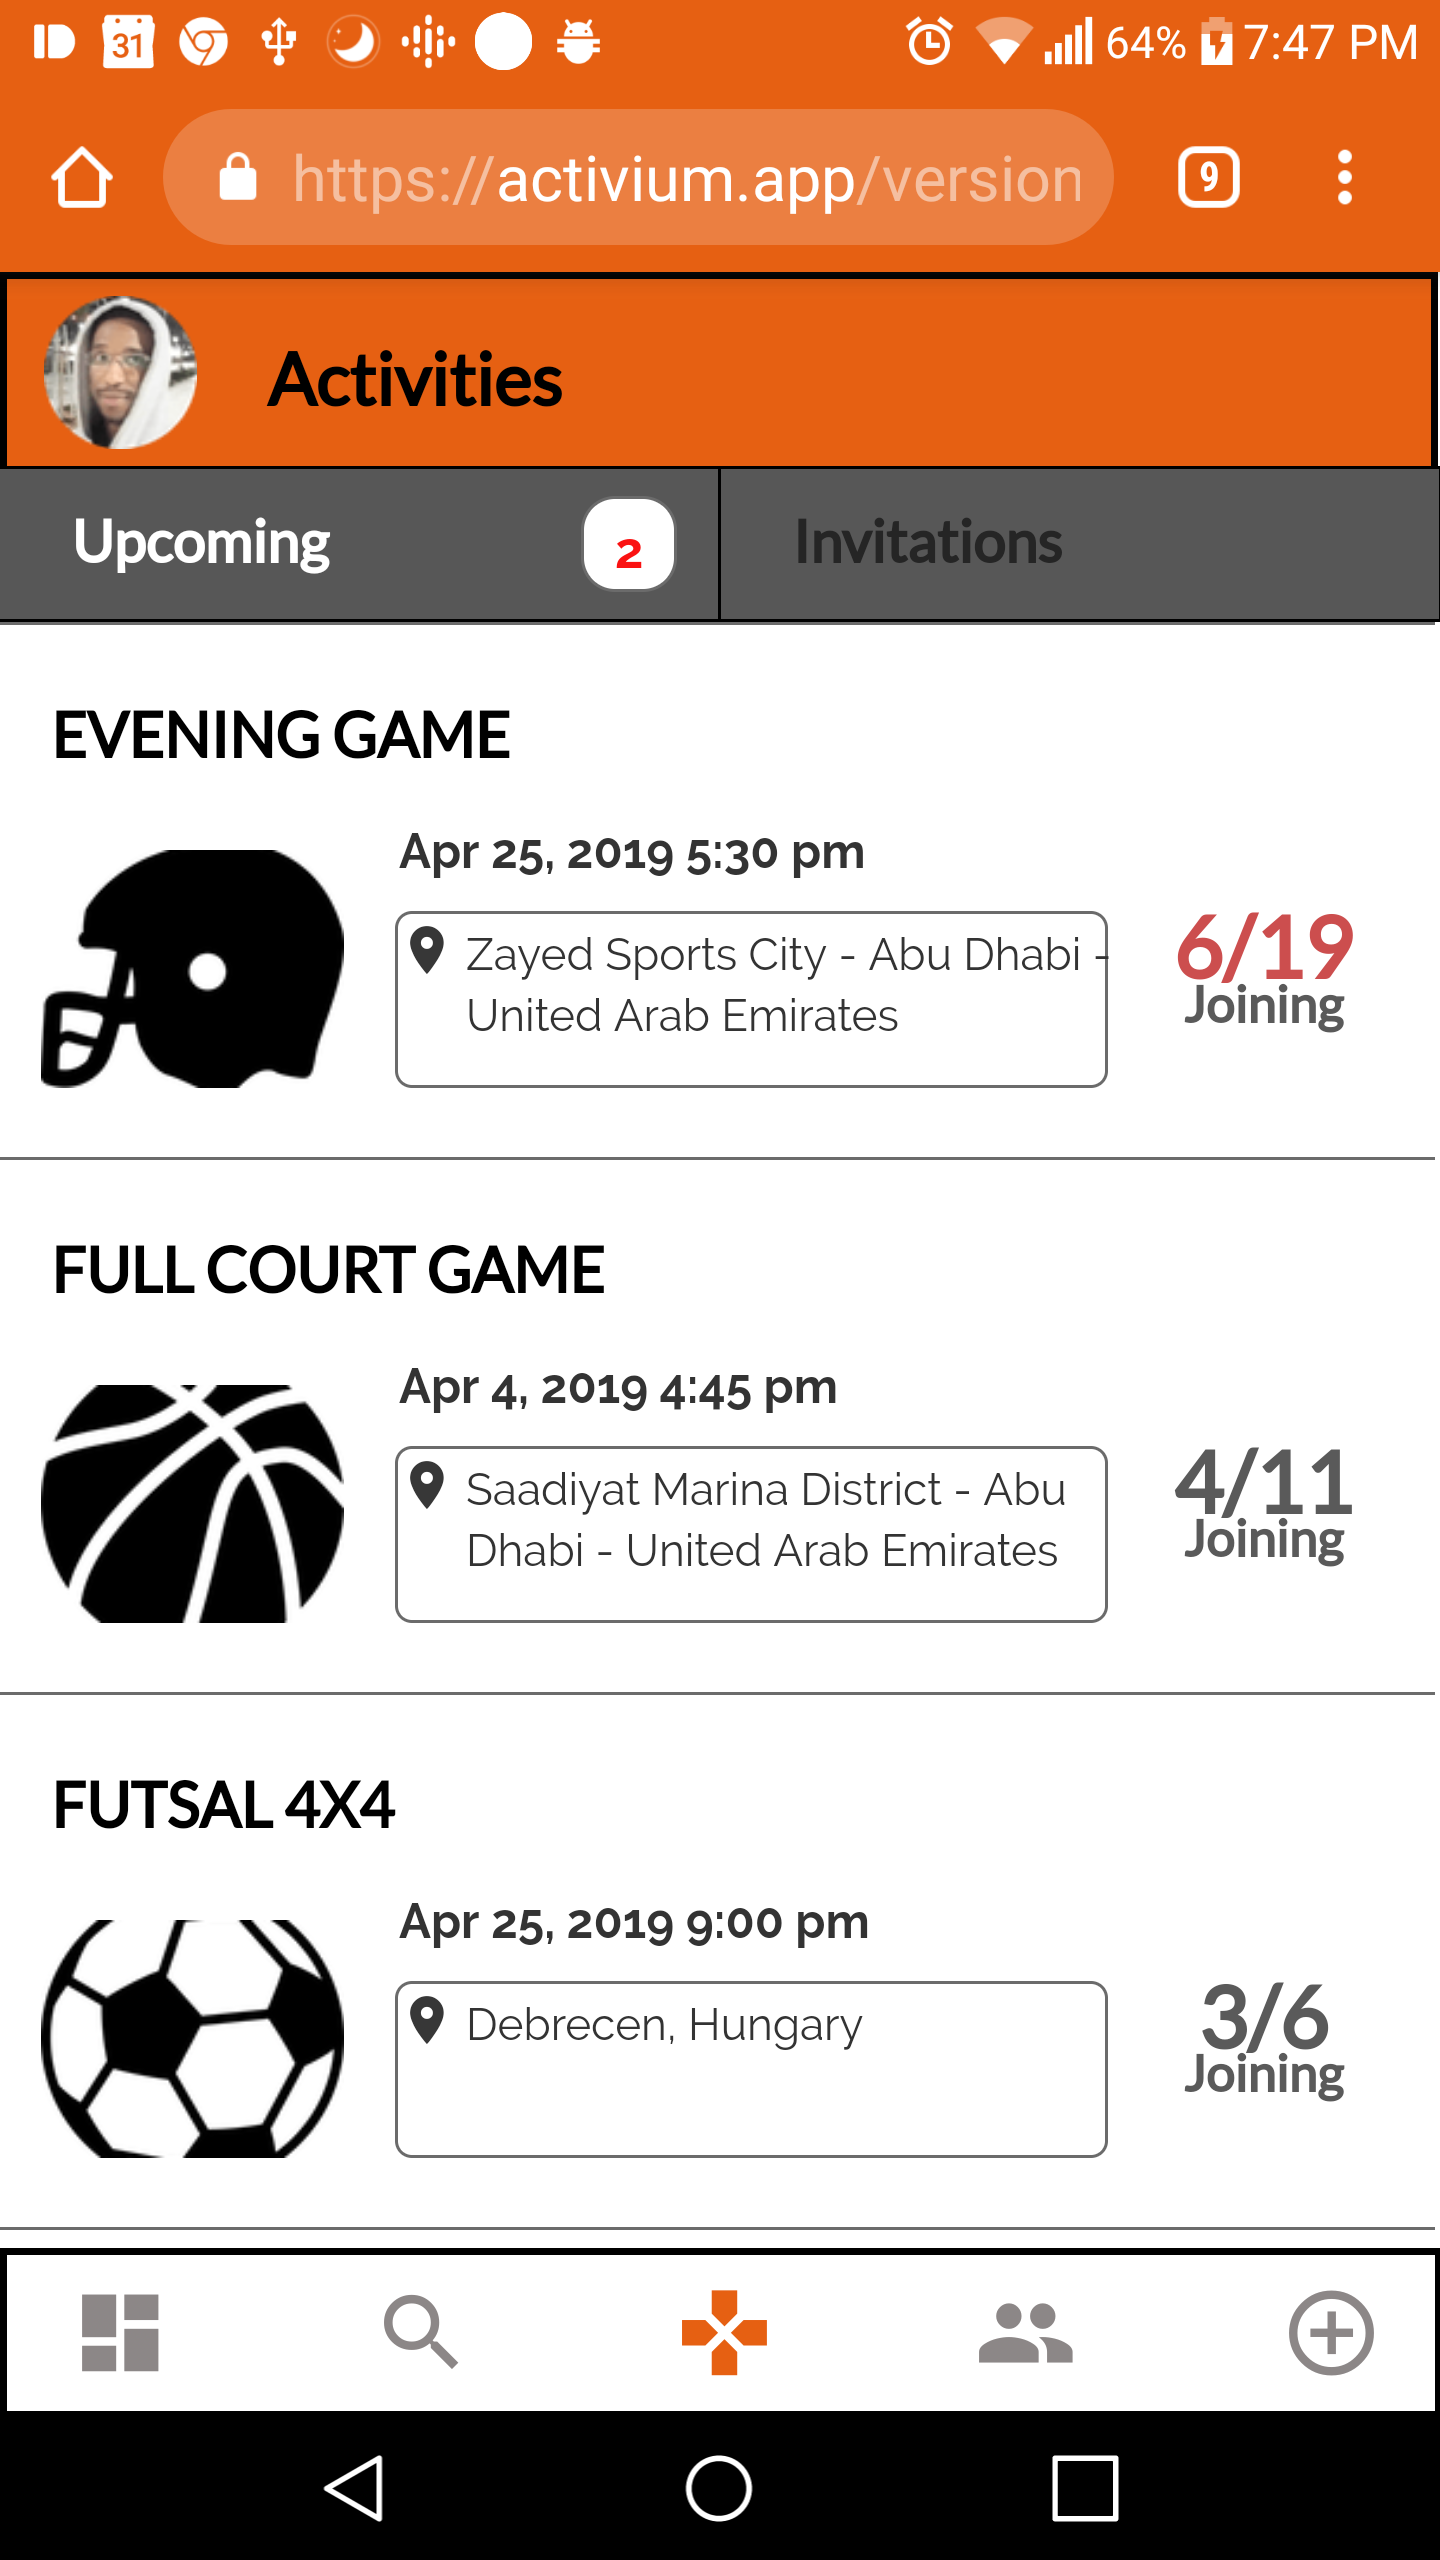 31
64%
7:47 PM
https://activium.app/version
9
Activities
Upcoming
2
Invitations
EVENING GAME
Apr 25, 2019 5:30 pm
Zayed Sports City - Abu Dhabi -
United Arab Emirates
6/19
Joining
FULL COURT GAME
Apr 4, 2019 4:45 pm
Saadiyat Marina District - Abu
Dhabi - United Arab Emirates
4/11
Joining
FUTSAL 4X4
Apr 25, 2019 9:00 pm
Debrecen, Hungary
3/6
Joining